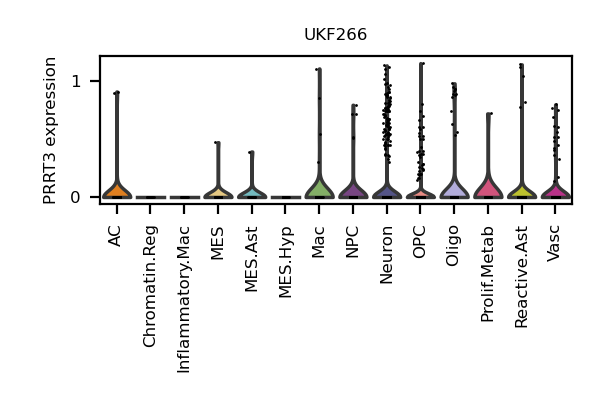 UKF266
PRRT3 expression
1
0
AC
Chromatin.Reg
Inflammatory.Mac
MES
MES.Ast
MES.Hyp
Mac
NPC
Neuron
OPC
Oligo
Prolif.Metab
Reactive.Ast
Vasc